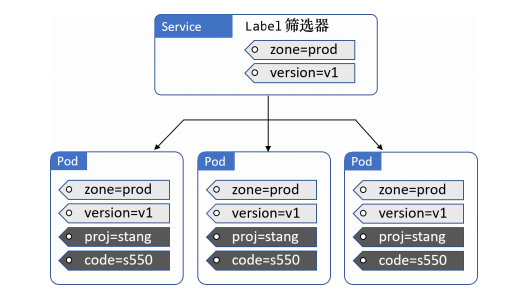 Service
Label 筛选器
zone=prod
version=v1
Pod
zone=prod
version=v1
proj=stang
code=s550
Pod
zone=prod
version=v1
proj=stang
code=s550
Pod
zone=prod
version=v1
proj=stang
code=s550